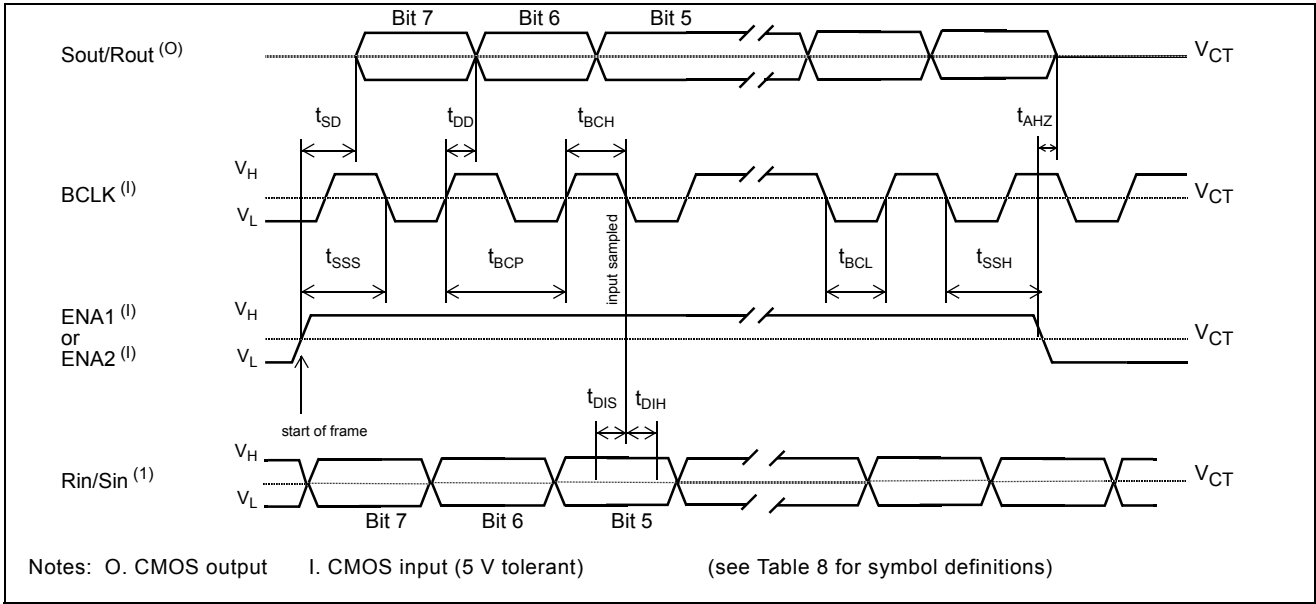 Bit 7 Bit 6 Bit 5
Sout/Rout (O) VCT
tSD tDD tBCH tAHZ
VH
BCLK (I) VCT
VL
tSSS tBCP input sampled tBCL tSSH
ENA1 (I) VH
or VCT
ENA2 (I) VL
tDIS tDIH
start of frame
VH
Rin/Sin (1) VCT
VL
Bit 7 Bit 6 Bit 5
Notes: O. CMOS output I. CMOS input (5 V tolerant) (see Table 8 for symbol definitions)